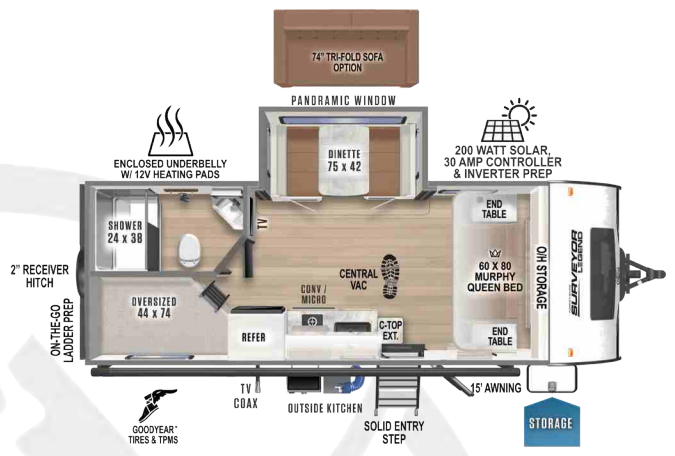 74" TRI-FOLD SOFA
OPTION
PANORAMIC WINDOW
ENCLOSED UNDERBELLY
W/ 12V HEATING PADS
DINETTE
75 x 42
200 WATT SOLAR,
30 AMP CONTROLLER
& INVERTER PREP
SHOWER
24 x 38
TV
END
TABLE
2" RECEIVER
HITCH
ON-THE-GO
LADDER PREP
OVERSIZED
44 x 74
CENTRAL
VAC
CONV /
MICRO
60 X 80
MURPHY
QUEEN BED
O/H STORAGE
SURVEYOR
LEGEND
REFER
C-TOP
EXT.
END
TABLE
GOODYEAR
TIRES & TPMS
TV
COAX
OUTSIDE KITCHEN
SOLID ENTRY
STEP
15' AWNING
STORAGE